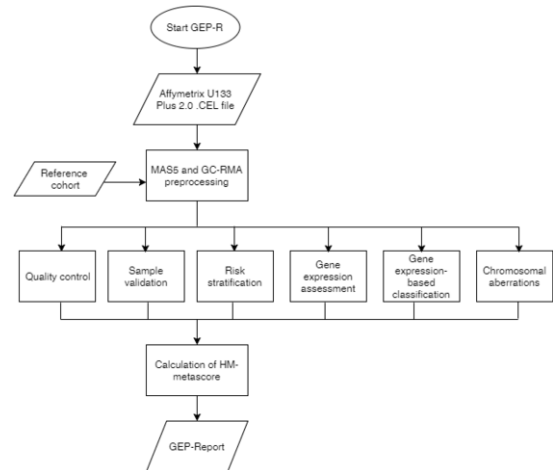 Start GEP-R
Affymetrix U133
Plus 2.0 .CEL file
Reference
cohort
MAS5 and GC-RMA
preprocessing
Quality control
Sample
validation
Risk
stratification
Gene
expression
assessment
Gene
expression-
based
classification
Chromosomal
aberrations
Calculation of HM-
metascore
GEP-Report